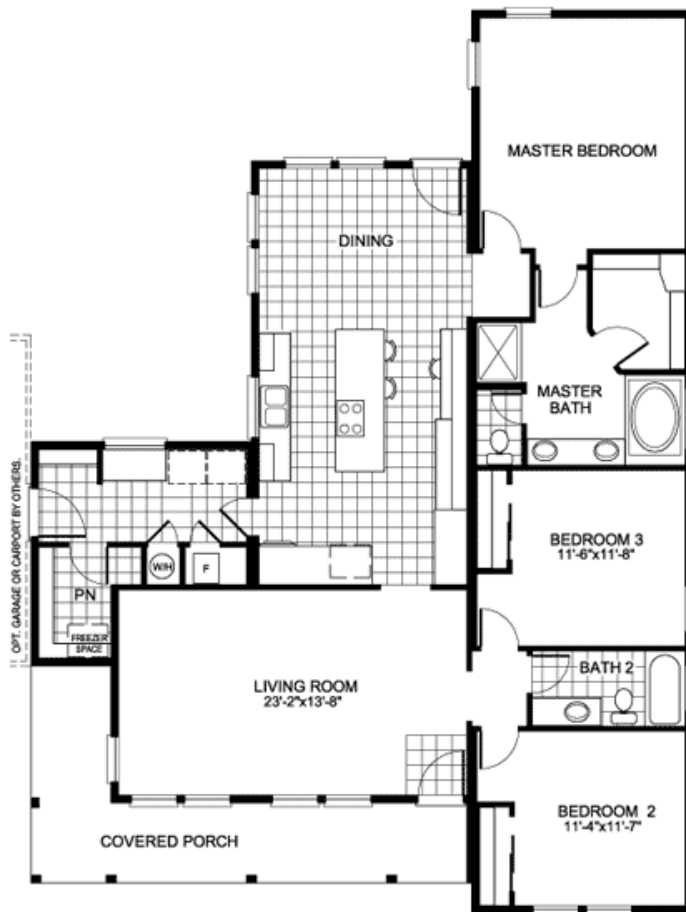 MASTER BEDROOM
DINING
MASTER
BATH
OPT. GARAGE OR CARPORT BY OTHERS.
BEDROOM 3
11'-6"x11'-8"
W/H
F
PN
FREEZER
SPACE
BATH 2
LIVING ROOM
23'-2"x13'-8"
BEDROOM 2
11'-4"x11'-7"
COVERED PORCH